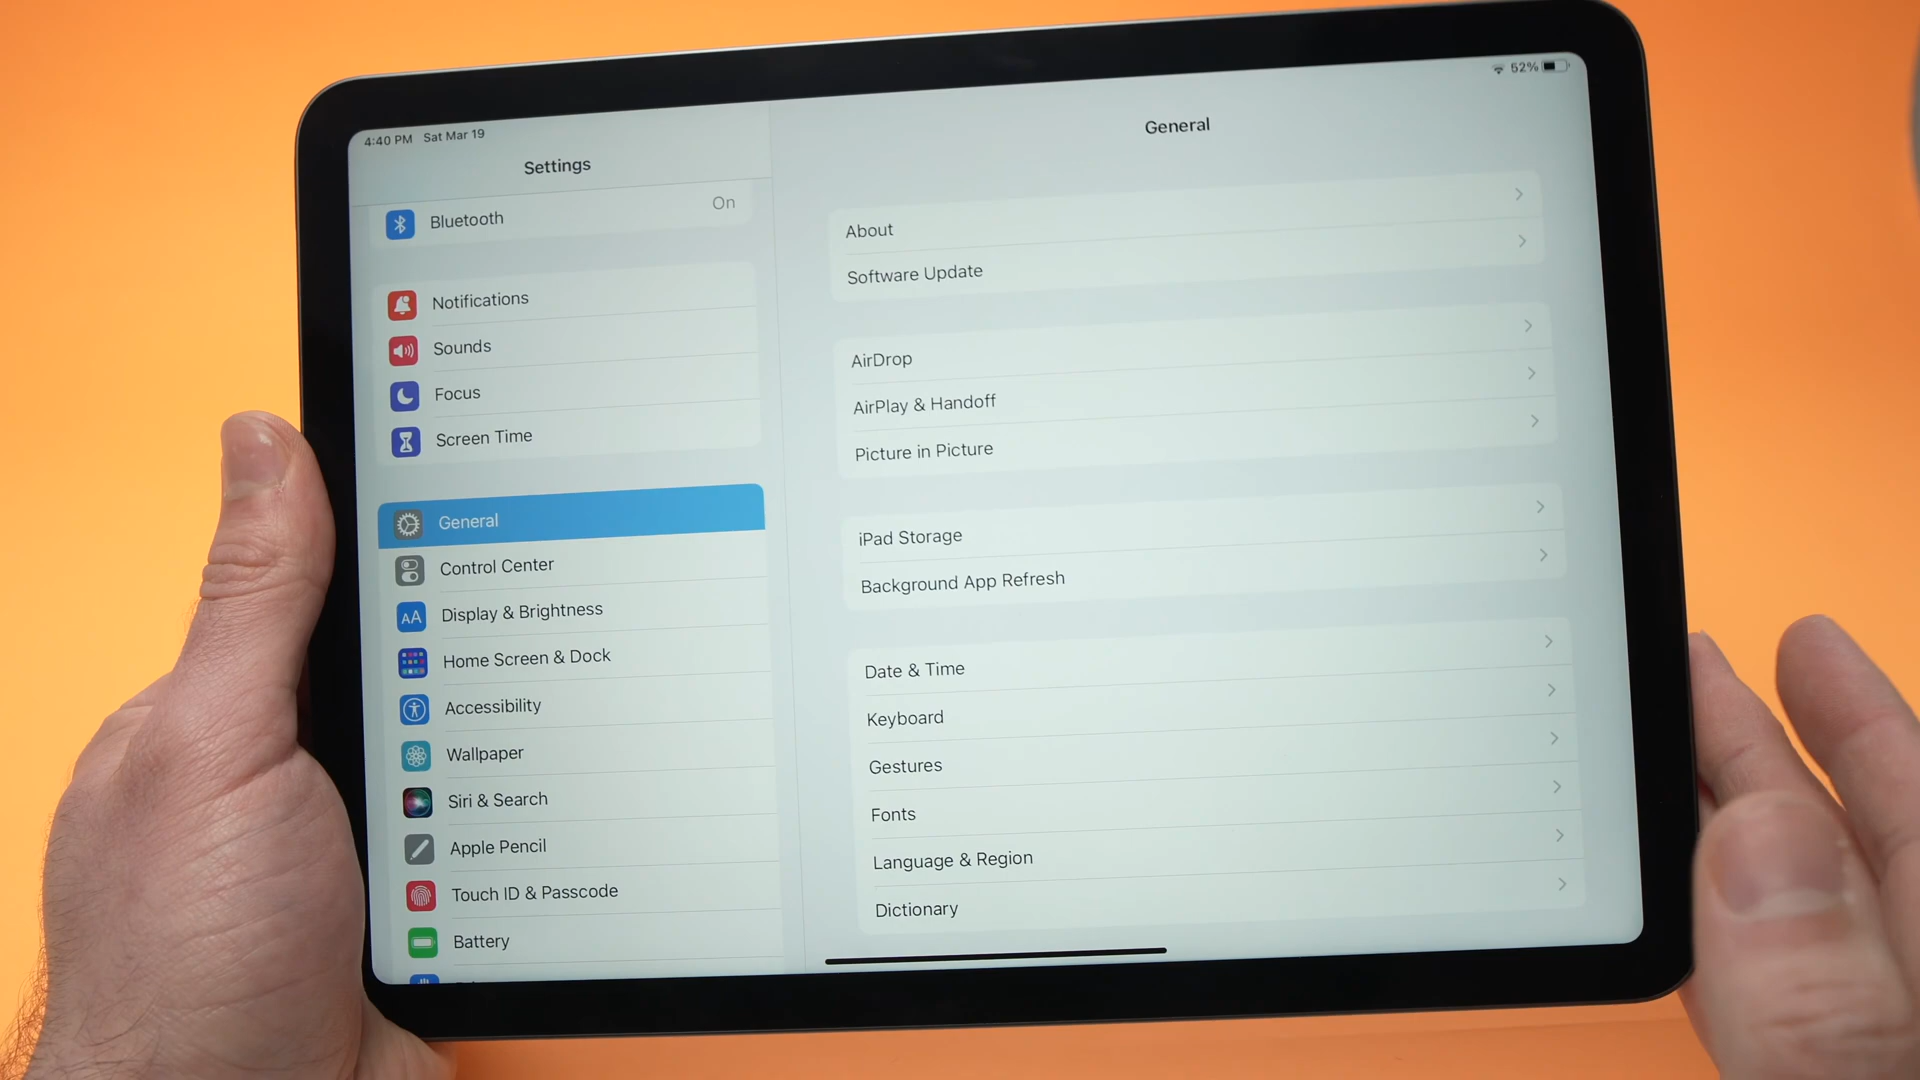 4:40 PM Sat Mar 19
52%
Settings
Bluetooth On
Notifications
Sounds
Focus
Screen Time
General
Control Center
AA Display & Brightness
Home Screen & Dock
Accessibility
Wallpaper
Siri & Search
Apple Pencil
Touch ID & Passcode
Battery
General
About
Software Update
AirDrop
AirPlay & Handoff
Picture in Picture
iPad Storage
Background App Refresh
Date & Time
Keyboard
Gestures
Fonts
Language & Region
Dictionary